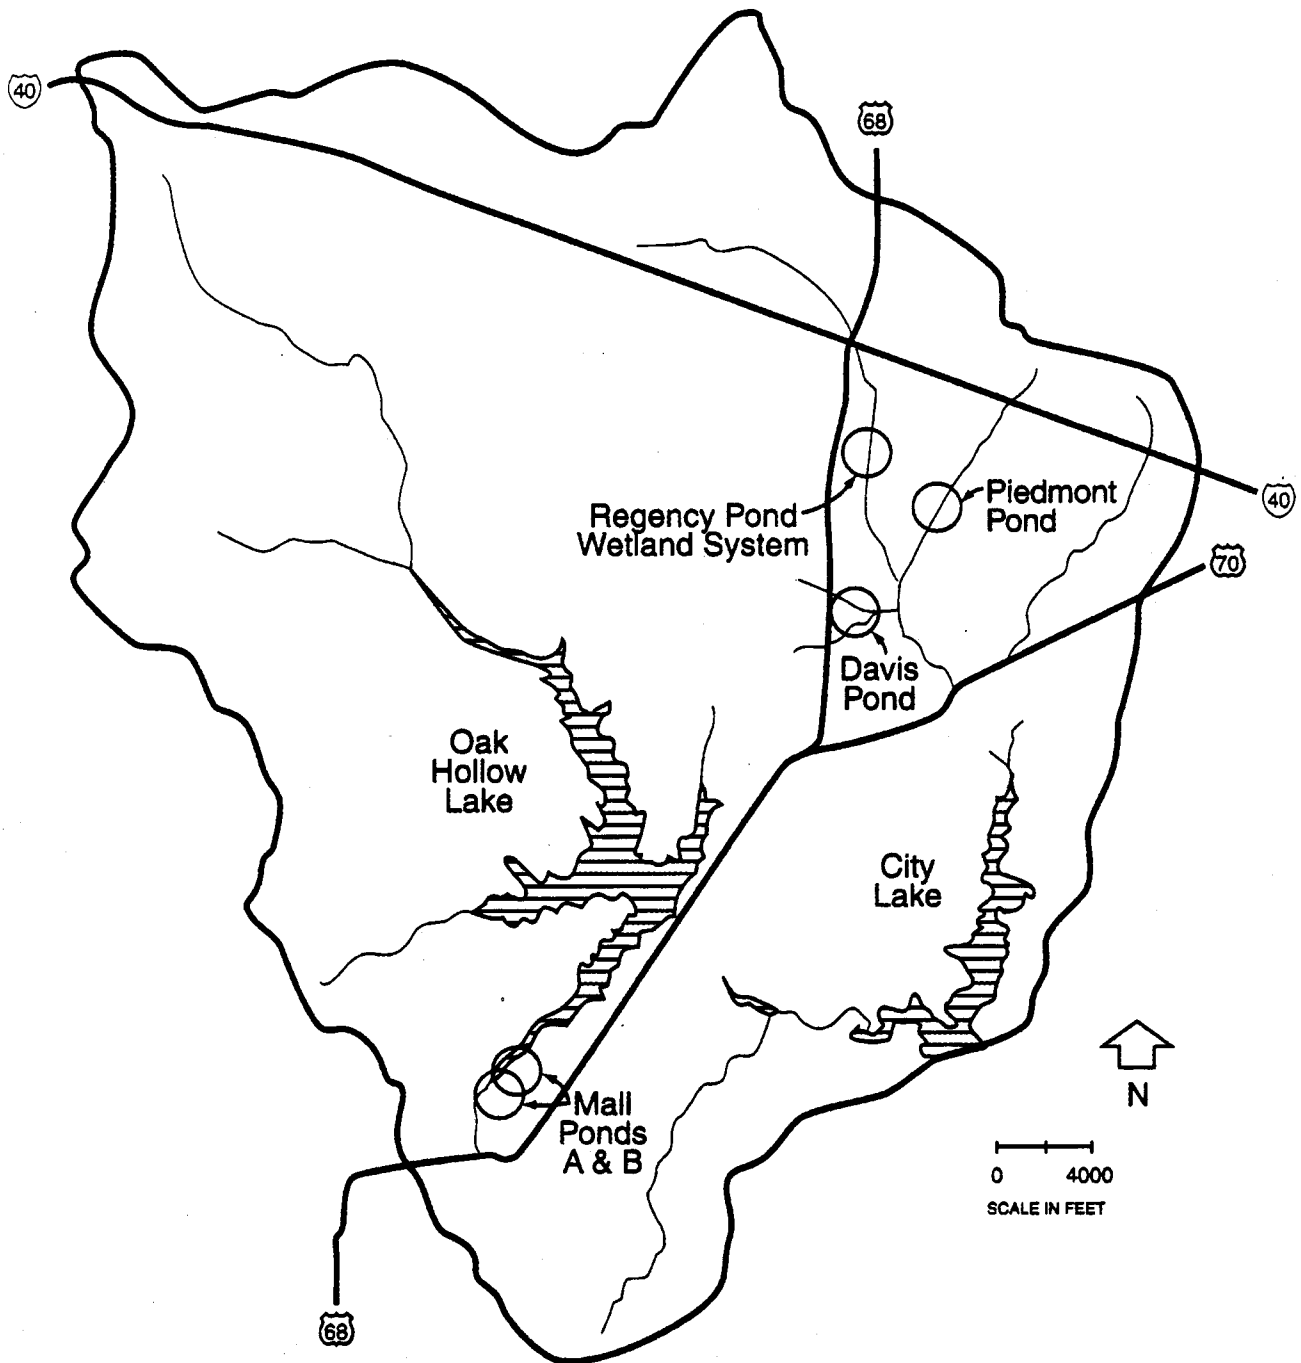 40
68
Regency Pond
Wetland System
Piedmont
Pond
40
70
Davis
Pond
Oak
Hollow
Lake
City
Lake
Mall
Ponds
A & B
N
0 4000
SCALE IN FEET
68